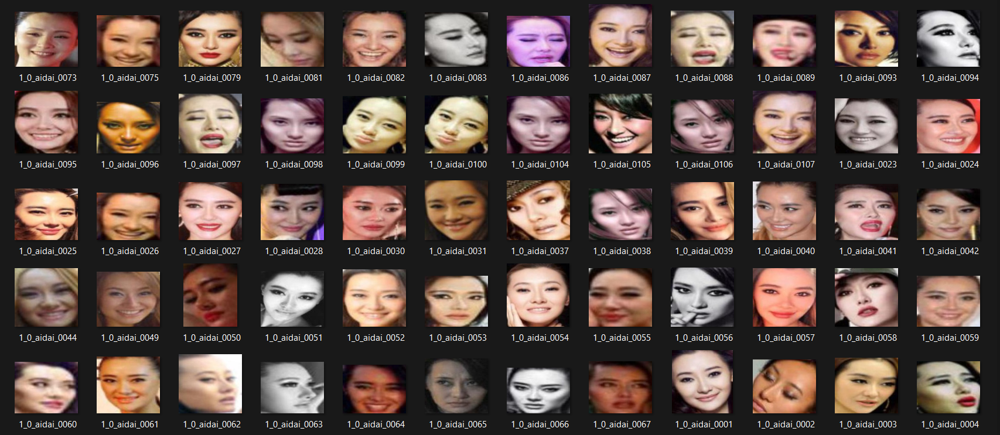 1_0_aidai_0073 1_0_aidai_0075 1_0_aidai_0079 1_0_aidai_0081 1_0_aidai_0082 1_0_aidai_0083 1_0_aidai_0086 1_0_aidai_0087 1_0_aidai_0088 1_0_aidai_0089 1_0_aidai_0093 1_0_aidai_0094
1_0_aidai_0095 1_0_aidai_0096 1_0_aidai_0097 1_0_aidai_0098 1_0_aidai_0099 1_0_aidai_0100 1_0_aidai_0104 1_0_aidai_0105 1_0_aidai_0106 1_0_aidai_0107 1_0_aidai_0023 1_0_aidai_0024
1_0_aidai_0025 1_0_aidai_0026 1_0_aidai_0027 1_0_aidai_0028 1_0_aidai_0030 1_0_aidai_0031 1_0_aidai_0037 1_0_aidai_0038 1_0_aidai_0039 1_0_aidai_0040 1_0_aidai_0041 1_0_aidai_0042
1_0_aidai_0044 1_0_aidai_0049 1_0_aidai_0050 1_0_aidai_0051 1_0_aidai_0052 1_0_aidai_0053 1_0_aidai_0054 1_0_aidai_0055 1_0_aidai_0056 1_0_aidai_0057 1_0_aidai_0058 1_0_aidai_0059
1_0_aidai_0060 1_0_aidai_0061 1_0_aidai_0062 1_0_aidai_0063 1_0_aidai_0064 1_0_aidai_0065 1_0_aidai_0066 1_0_aidai_0067 1_0_aidai_0001 1_0_aidai_0002 1_0_aidai_0003 1_0_aidai_0004